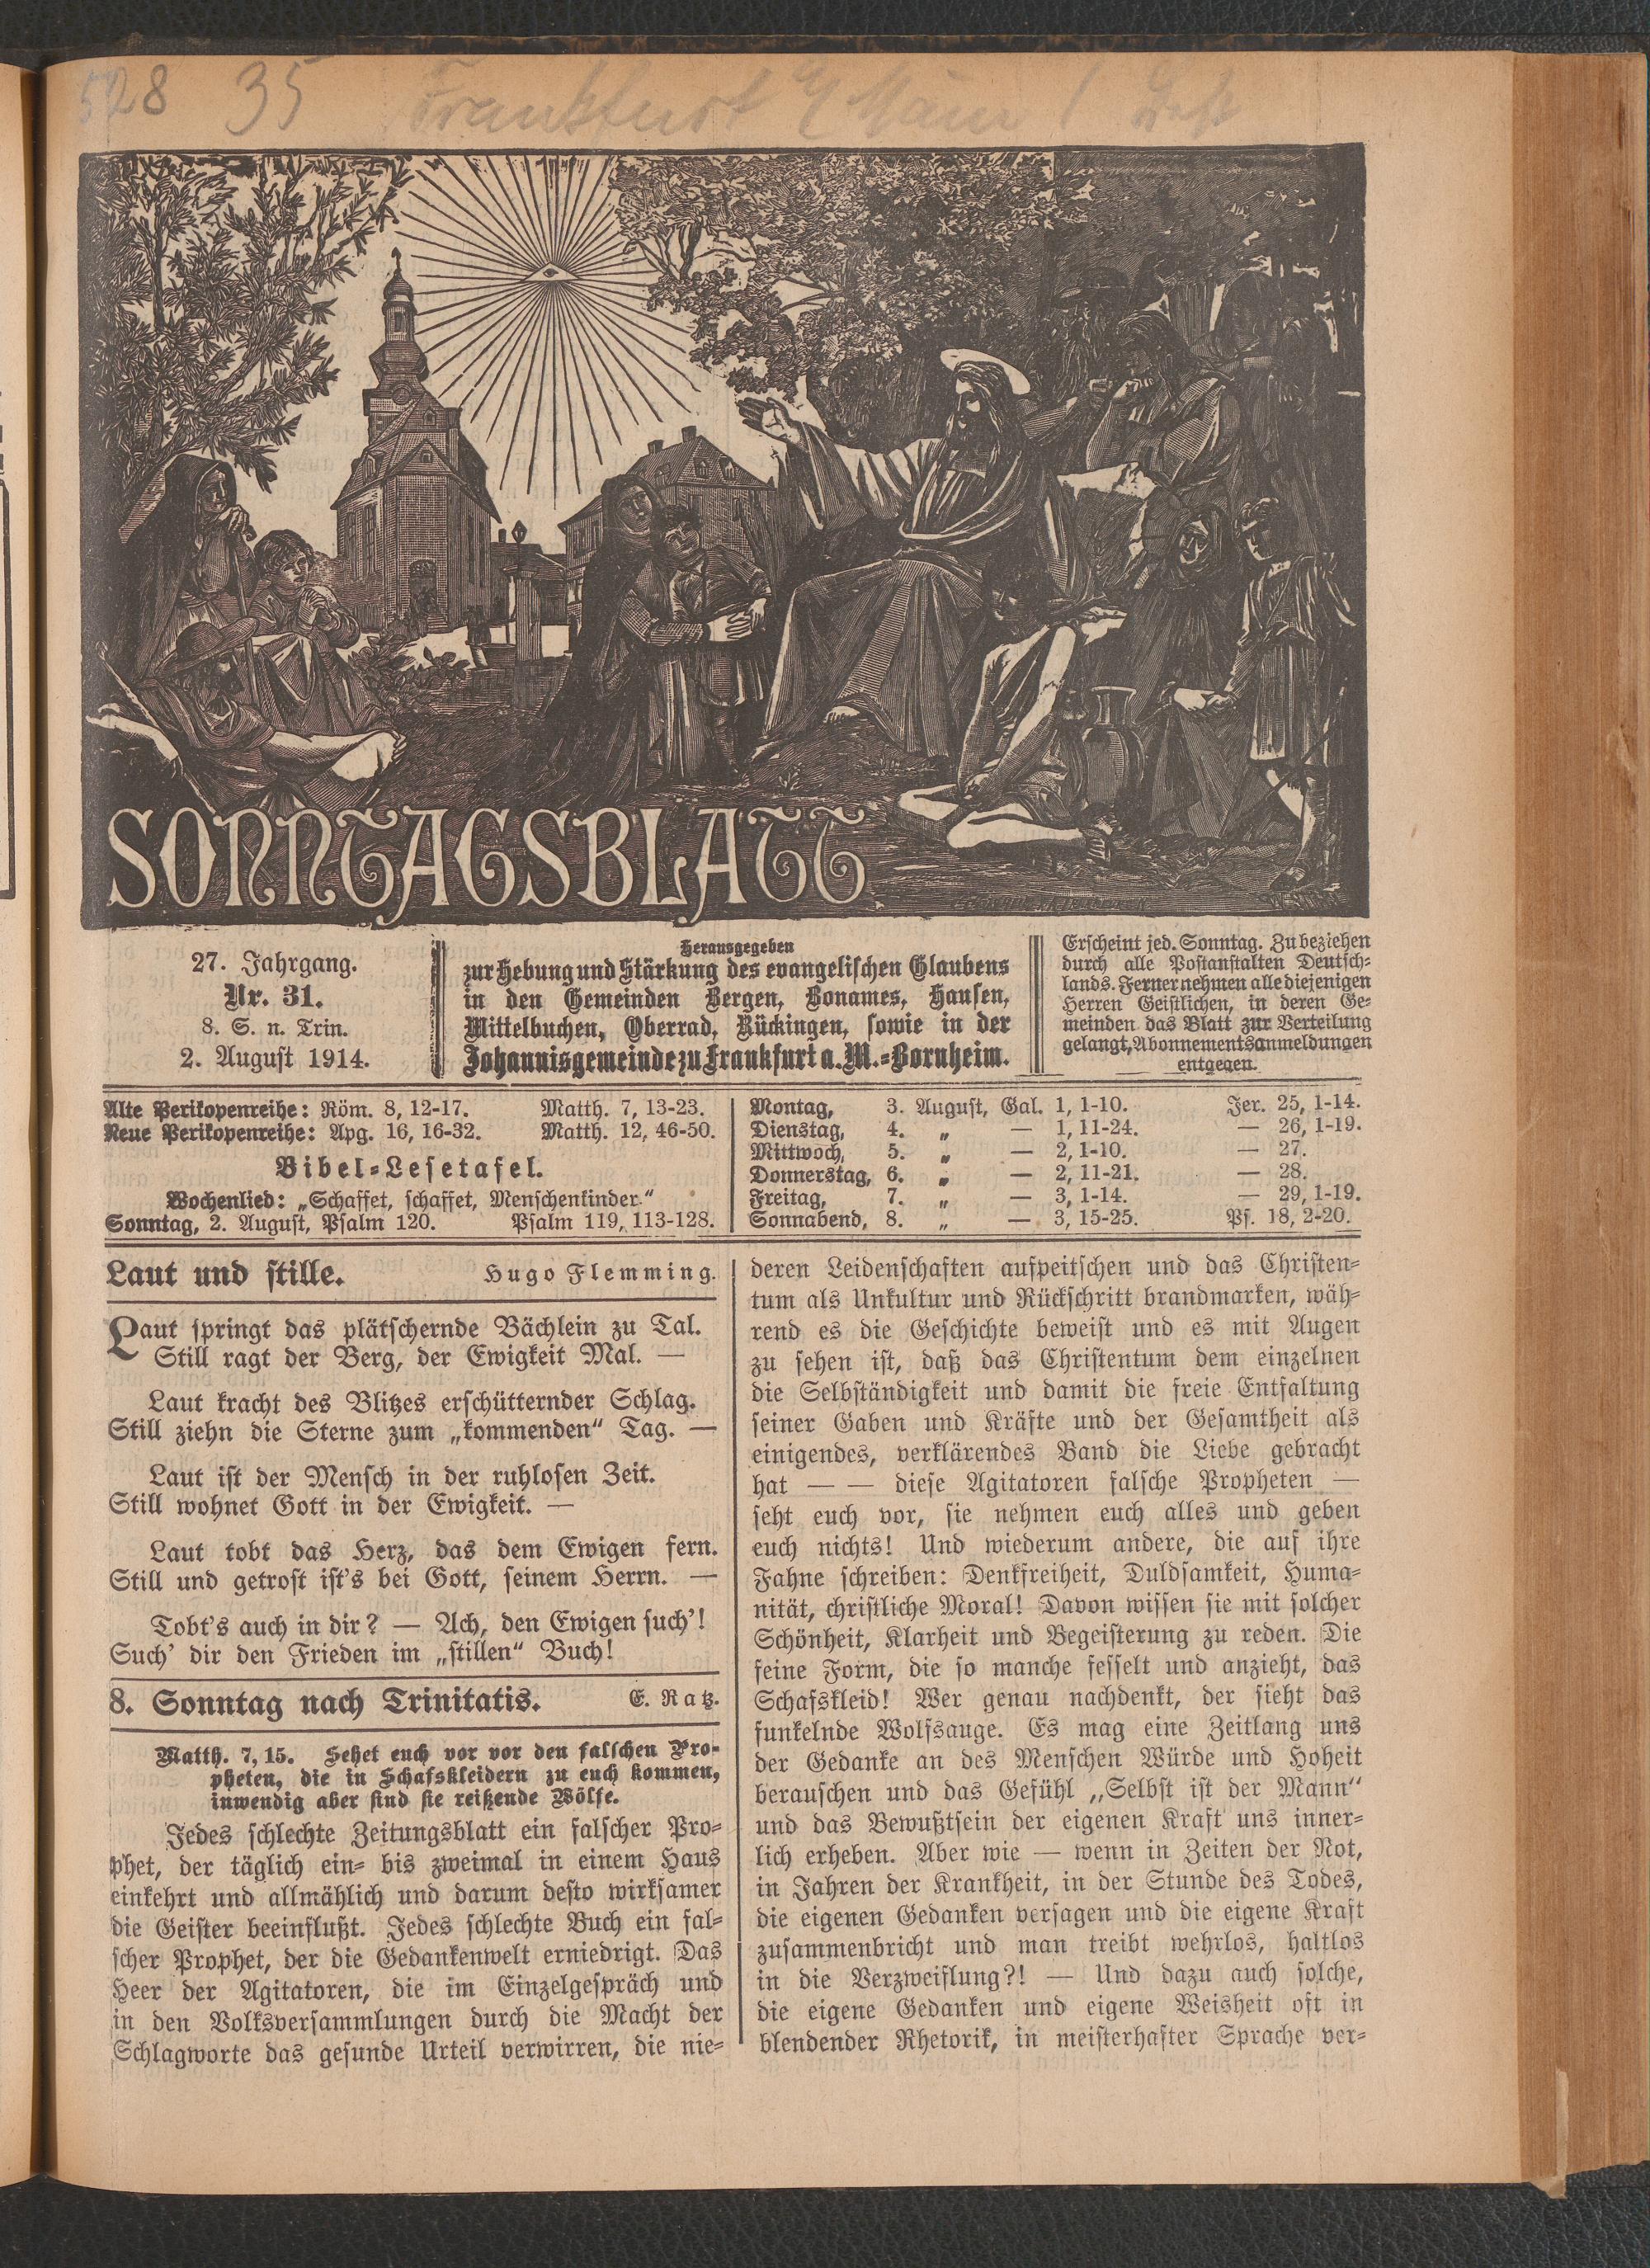 528 35 Frankfurt
SONNTAGSBLATT
27. Jahrgang.
Nr. 31.
8. S. n. Trin.
2. August 1914.
Herausgegeben
zur Hebung und Stärkung des evangelischen Glaubens
in den Gemeinden Bergen, Bonames, Hausen,
Mittelbuchen, Oberrad, Rückingen, sowie in der
Johannisgemeinde zu Frankfurt a. M.=Bornheim.
Erscheint jed. Sonntag. Zu beziehen
durch alle Postanstalten Deutsch=
lands. Ferner nehmen alle diejenigen
Herren Geistlichen, in deren Ge=
meinden das Blatt zur Verteilung
gelangt, Abonnementsanmeldungen
entgegen.
Alte Perikopenreihe: Röm. 8, 12-17. Matth. 7, 13-23.
Neue Perikopenreihe: Apg. 16, 16-32. Matth. 12, 46-50.
Bibel=Lesetafel.
Wochenlied: „Schaffet, schaffet, Menschenkinder.“
Sonntag, 2. August, Psalm 120. Psalm 119, 113-128.
Montag, 3. August, Gal. 1, 1-10. Jer. 25, 1-14.
Dienstag, 4. „ — 1, 11-24. — 26, 1-19.
Mittwoch, 5. „ — 2, 1-10. — 27.
Donnerstag, 6. „ — 2, 11-21. — 28.
Freitag, 7. „ — 3, 1-14. — 29, 1-19.
Sonnabend, 8. „ — 3, 15-25. Ps. 18, 2-20.
Laut und stille. Hugo Flemming.
Laut springt das plätschernde Bächlein zu Tal.
Still ragt der Berg, der Ewigkeit Mal. —
Laut kracht des Blitzes erschütternder Schlag.
Still ziehn die Sterne zum „kommenden“ Tag. —
Laut ist der Mensch in der ruhlosen Zeit.
Still wohnet Gott in der Ewigkeit. —
Laut tobt das Herz, das dem Ewigen fern.
Still und getrost ist's bei Gott, seinem Herrn. —
Tobt's auch in dir? — Ach, den Ewigen such'!
Such' dir den Frieden im „stillen“ Buch!
8. Sonntag nach Trinitatis. E. Ratz.
Matth. 7, 15. Sehet euch vor vor den falschen Pro=
pheten, die in Schafskleidern zu euch kommen,
inwendig aber sind sie reißende Wölfe.
Jedes schlechte Zeitungsblatt ein falscher Pro=
phet, der täglich ein= bis zweimal in einem Haus
einkehrt und allmählich und darum desto wirksamer
die Geister beeinflußt. Jedes schlechte Buch ein fal=
scher Prophet, der die Gedankenwelt erniedrigt. Das
Heer der Agitatoren, die im Einzelgespräch und
in den Volksversammlungen durch die Macht der
Schlagworte das gesunde Urteil verwirren, die nie=
deren Leidenschaften aufpeitschen und das Christen=
tum als Unkultur und Rückschritt brandmarken, wäh=
rend es die Geschichte beweist und es mit Augen
zu sehen ist, daß das Christentum dem einzelnen
die Selbständigkeit und damit die freie Entfaltung
seiner Gaben und Kräfte und der Gesamtheit als
einigendes, verklärendes Band die Liebe gebracht
hat — — diese Agitatoren falsche Propheten —
seht euch vor, sie nehmen euch alles und geben
euch nichts! Und wiederum andere, die auf ihre
Fahne schreiben: Denkfreiheit, Duldsamkeit, Huma=
nität, christliche Moral! Davon wissen sie mit solcher
Schönheit, Klarheit und Begeisterung zu reden. Die
feine Form, die so manche fesselt und anzieht, das
Schafskleid! Wer genau nachdenkt, der sieht das
funkelnde Wolfsauge. Es mag eine Zeitlang uns
der Gedanke an des Menschen Würde und Hoheit
berauschen und das Gefühl „Selbst ist der Mann“
und das Bewußtsein der eigenen Kraft uns inner=
lich erheben. Aber wie — wenn in Zeiten der Not,
in Jahren der Krankheit, in der Stunde des Todes,
die eigenen Gedanken versagen und die eigene Kraft
zusammenbricht und man treibt wehrlos, haltlos
in die Verzweiflung?! — Und dazu auch solche,
die eigene Gedanken und eigene Weisheit oft in
blendender Rhetorik, in meisterhafter Sprache ver=